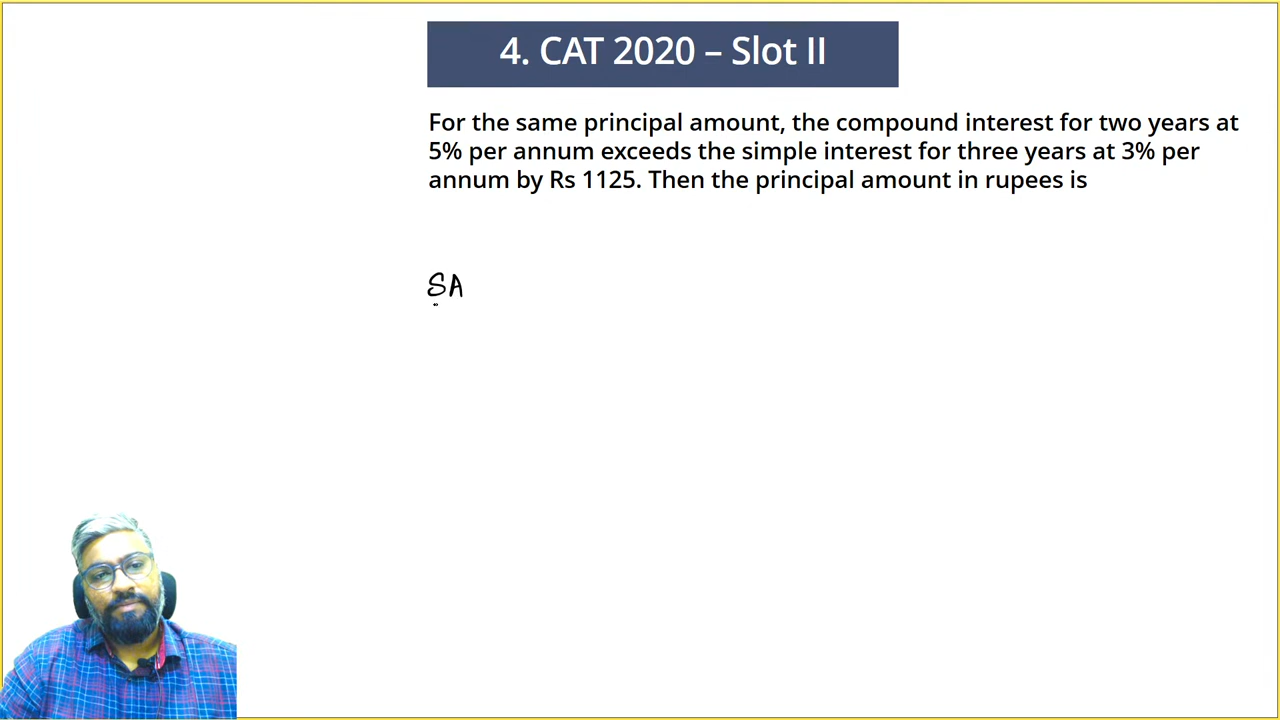 4. CAT 2020 – Slot II
For the same principal amount, the compound interest for two years at
5% per annum exceeds the simple interest for three years at 3% per
annum by Rs 1125. Then the principal amount in rupees is
SA